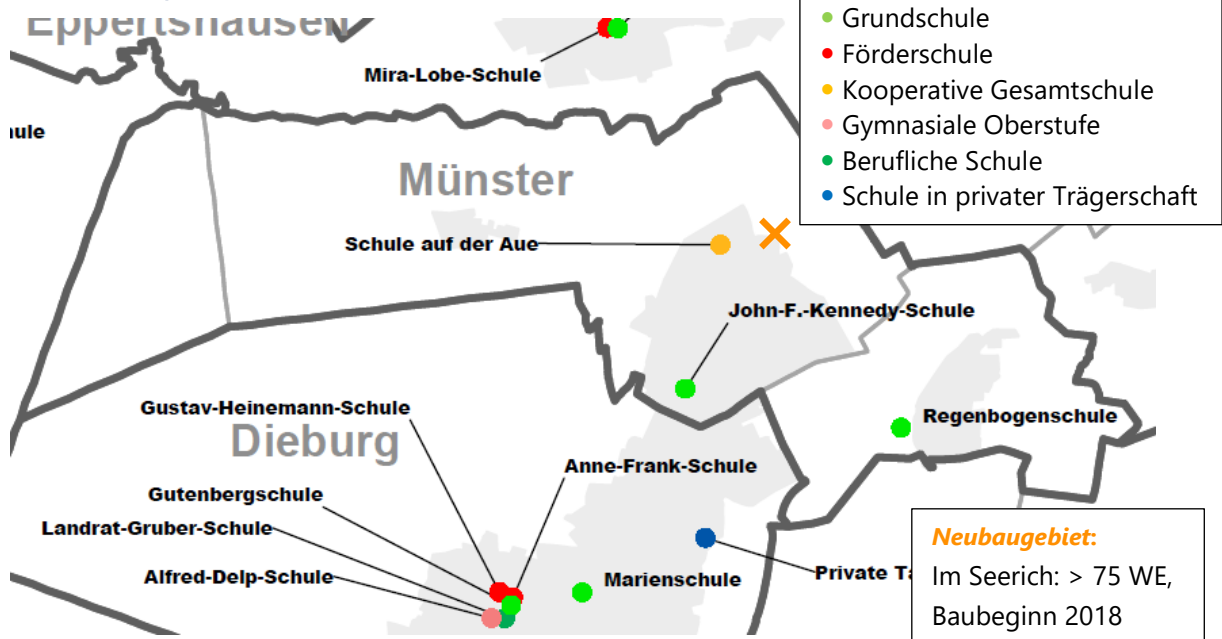 Eppertshausen
Mira-Lobe-Schule
Münster
Schule auf der Aue
John-F.-Kennedy-Schule
Gustav-Heinemann-Schule
Dieburg
Regenbogenschule
Anne-Frank-Schule
Gutenbergschule
Landrat-Gruber-Schule
Alfred-Delp-Schule
Marienschule
Private
Grundschule
Förderschule
Kooperative Gesamtschule
Gymnasiale Oberstufe
Berufliche Schule
Schule in privater Trägerschaft
Neubaugebiet:
Im Seerich: > 75 WE,
Baubeginn 2018